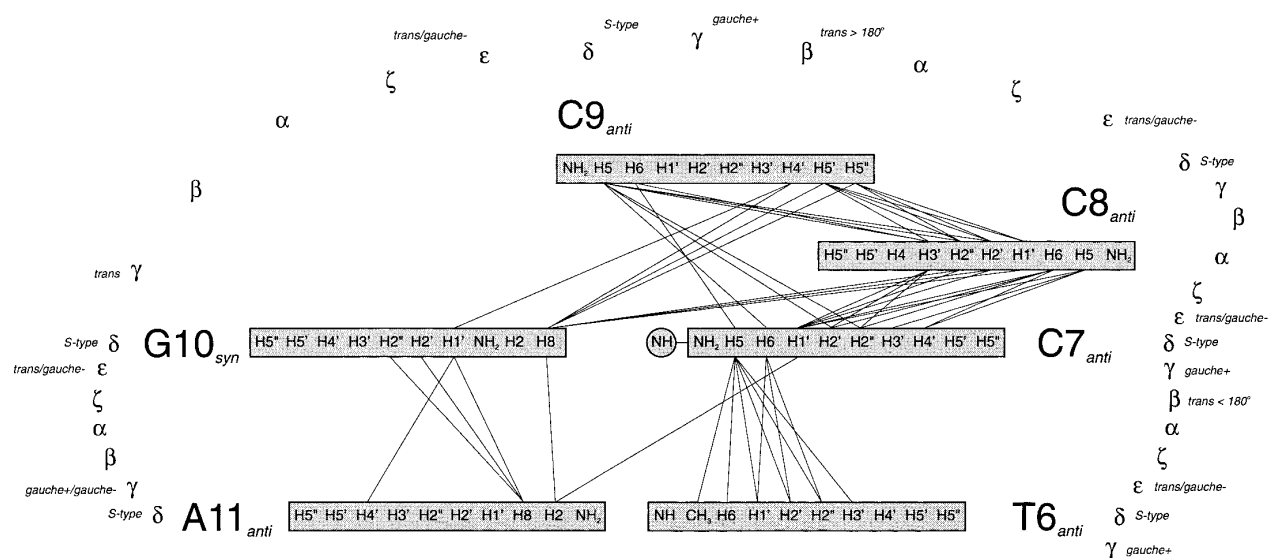 S-type
gauche+
trans/gauche-
δ
γ
β trans > 180°
ε
α
ζ
ζ
α
C9anti
ε trans/gauche-
NH2 H5 H6 H1' H2' H2" H3' H4' H5' H5"
δ S-type
β
C8anti
γ
β
H5" H5' H4 H3' H2" H2' H1' H6 H5 NH2
α
trans γ
ζ
ε trans/gauche-
S-type δ G10syn
H5" H5' H4' H3' H2" H2' H1' NH2 H2 H8
NH NH2 H5 H6 H1' H2' H2" H3' H4' H5' H5"
C7anti
δ S-type
trans/gauche- ε
γ gauche+
ζ
β trans < 180°
α
α
β
ζ
gauche+/gauche- γ
ε trans/gauche-
S-type δ A11anti
H5" H5' H4' H3' H2" H2' H1' H8 H2 NH2
NH CH3 H6 H1' H2' H2" H3' H4' H5' H5"
T6anti
δ S-type
γ gauche+